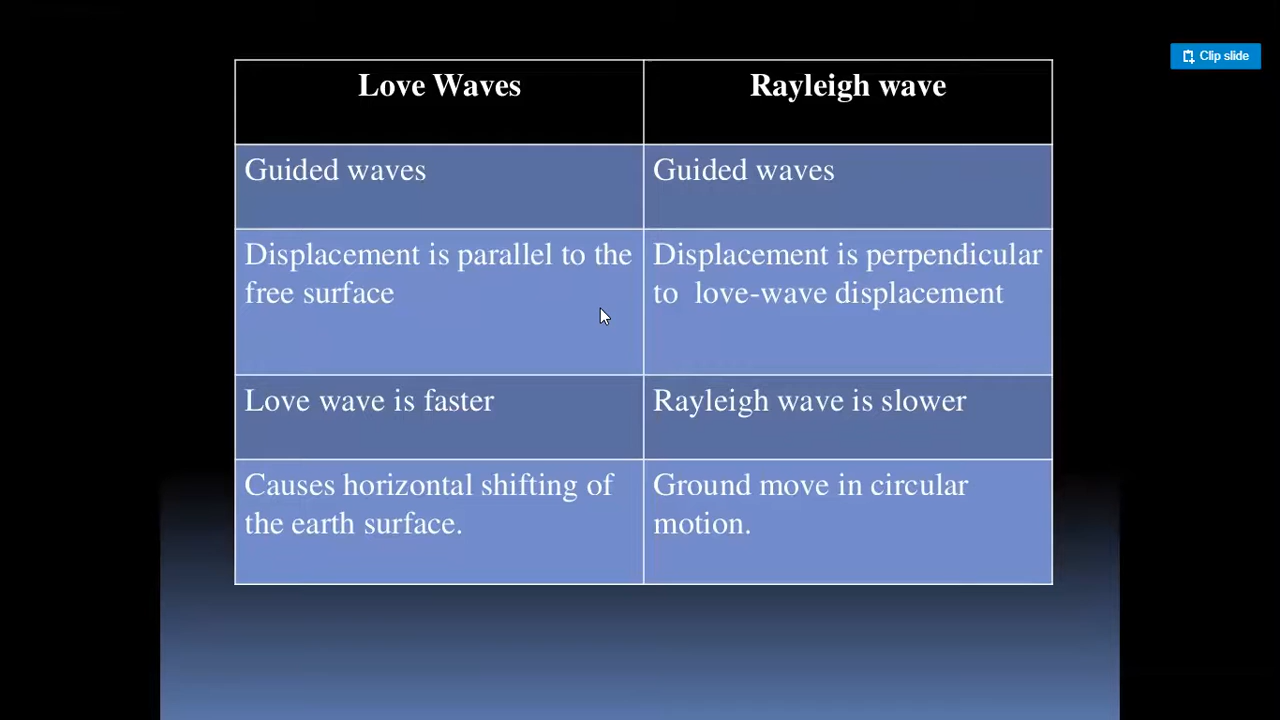 Clip slide
Love Waves
Rayleigh wave
Guided waves
Guided waves
Displacement is parallel to the
free surface
Displacement is perpendicular
to love-wave displacement
Love wave is faster
Rayleigh wave is slower
Causes horizontal shifting of
the earth surface.
Ground move in circular
motion.